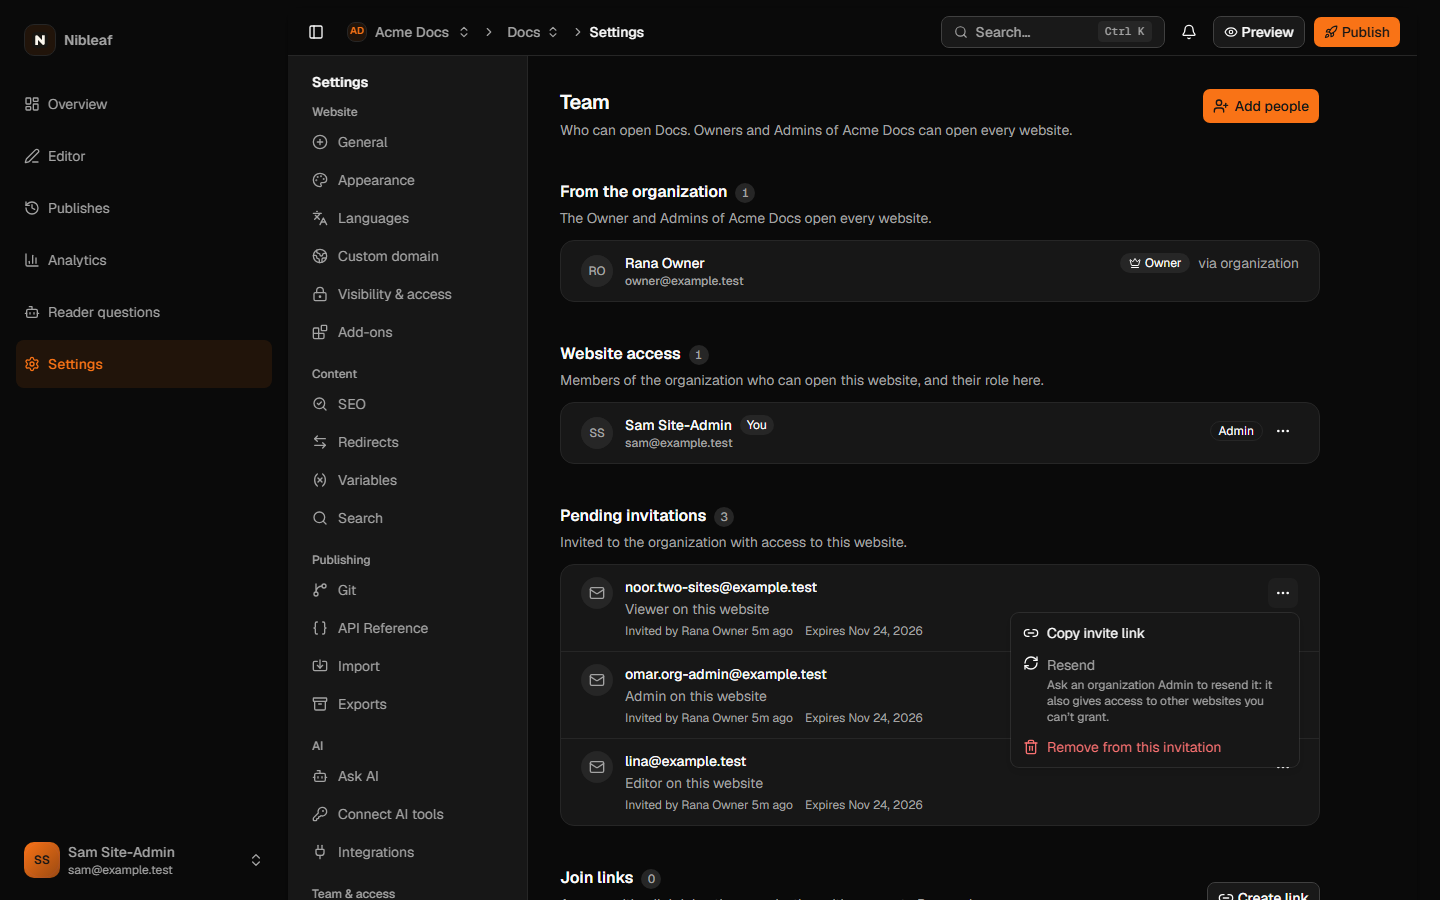 N Nibleaf
Overview
Editor
Publishes
Analytics
Reader questions
Settings
SS Sam Site-Admin
sam@example.test
AD Acme Docs > Docs > Settings
Search... Ctrl K
Preview
Publish
Settings
Website
General
Appearance
Languages
Custom domain
Visibility & access
Add-ons
Content
SEO
Redirects
Variables
Search
Publishing
Git
API Reference
Import
Exports
AI
Ask AI
Connect AI tools
Integrations
Team & access
Team
Who can open Docs. Owners and Admins of Acme Docs can open every website.
Add people
From the organization 1
The Owner and Admins of Acme Docs open every website.
RO Rana Owner
owner@example.test
Owner via organization
Website access 1
Members of the organization who can open this website, and their role here.
SS Sam Site-Admin You
sam@example.test
Admin
Pending invitations 3
Invited to the organization with access to this website.
noor.two-sites@example.test
Viewer on this website
Invited by Rana Owner 5m ago Expires Nov 24, 2026
omar.org-admin@example.test
Admin on this website
Invited by Rana Owner 5m ago Expires Nov 24, 2026
lina@example.test
Editor on this website
Invited by Rana Owner 5m ago Expires Nov 24, 2026
Copy invite link
Resend
Ask an organization Admin to resend it: it
also gives access to other websites you
can't grant.
Remove from this invitation
Join links 0
Create link